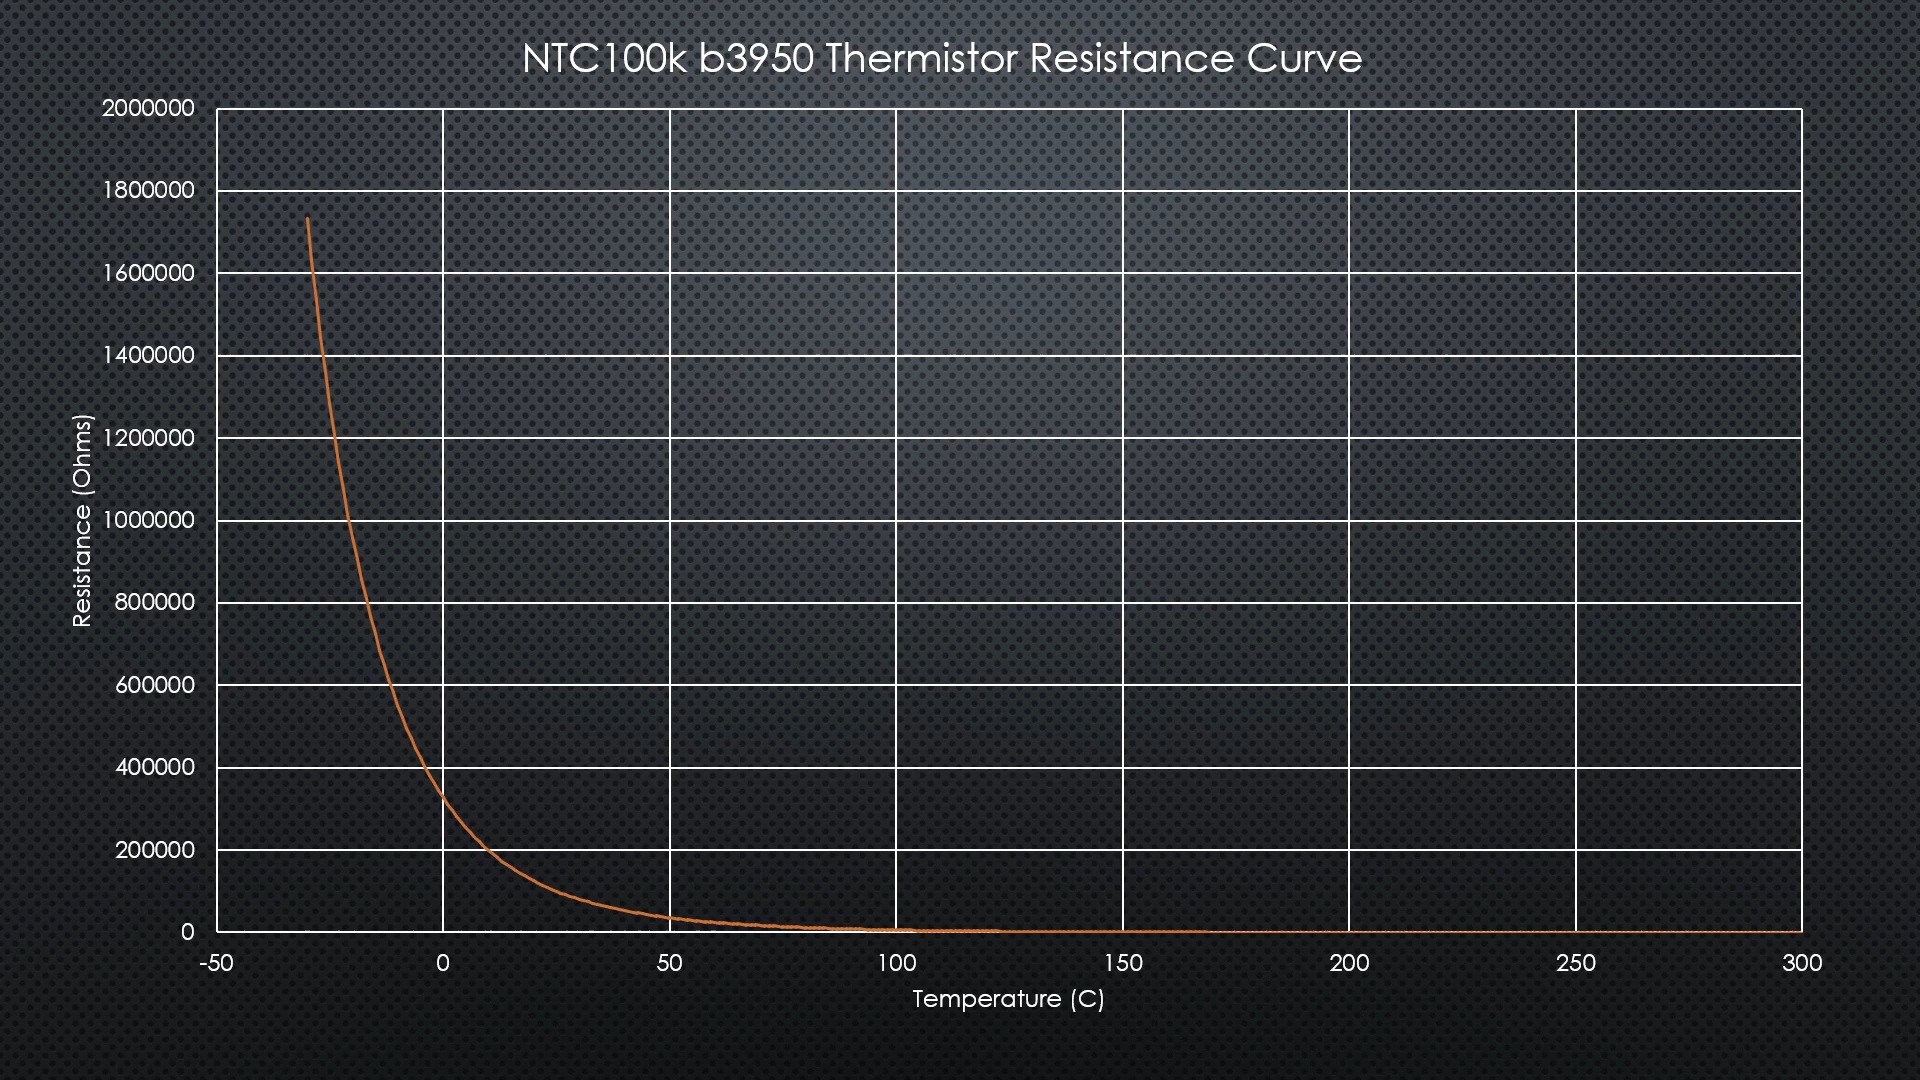 NTC100k b3950 Thermistor Resistance Curve
2000000
1800000
1600000
1400000
1200000
1000000
800000
600000
400000
200000
0
Resistance (Ohms)
-50 0 50 100 150 200 250 300
Temperature (C)